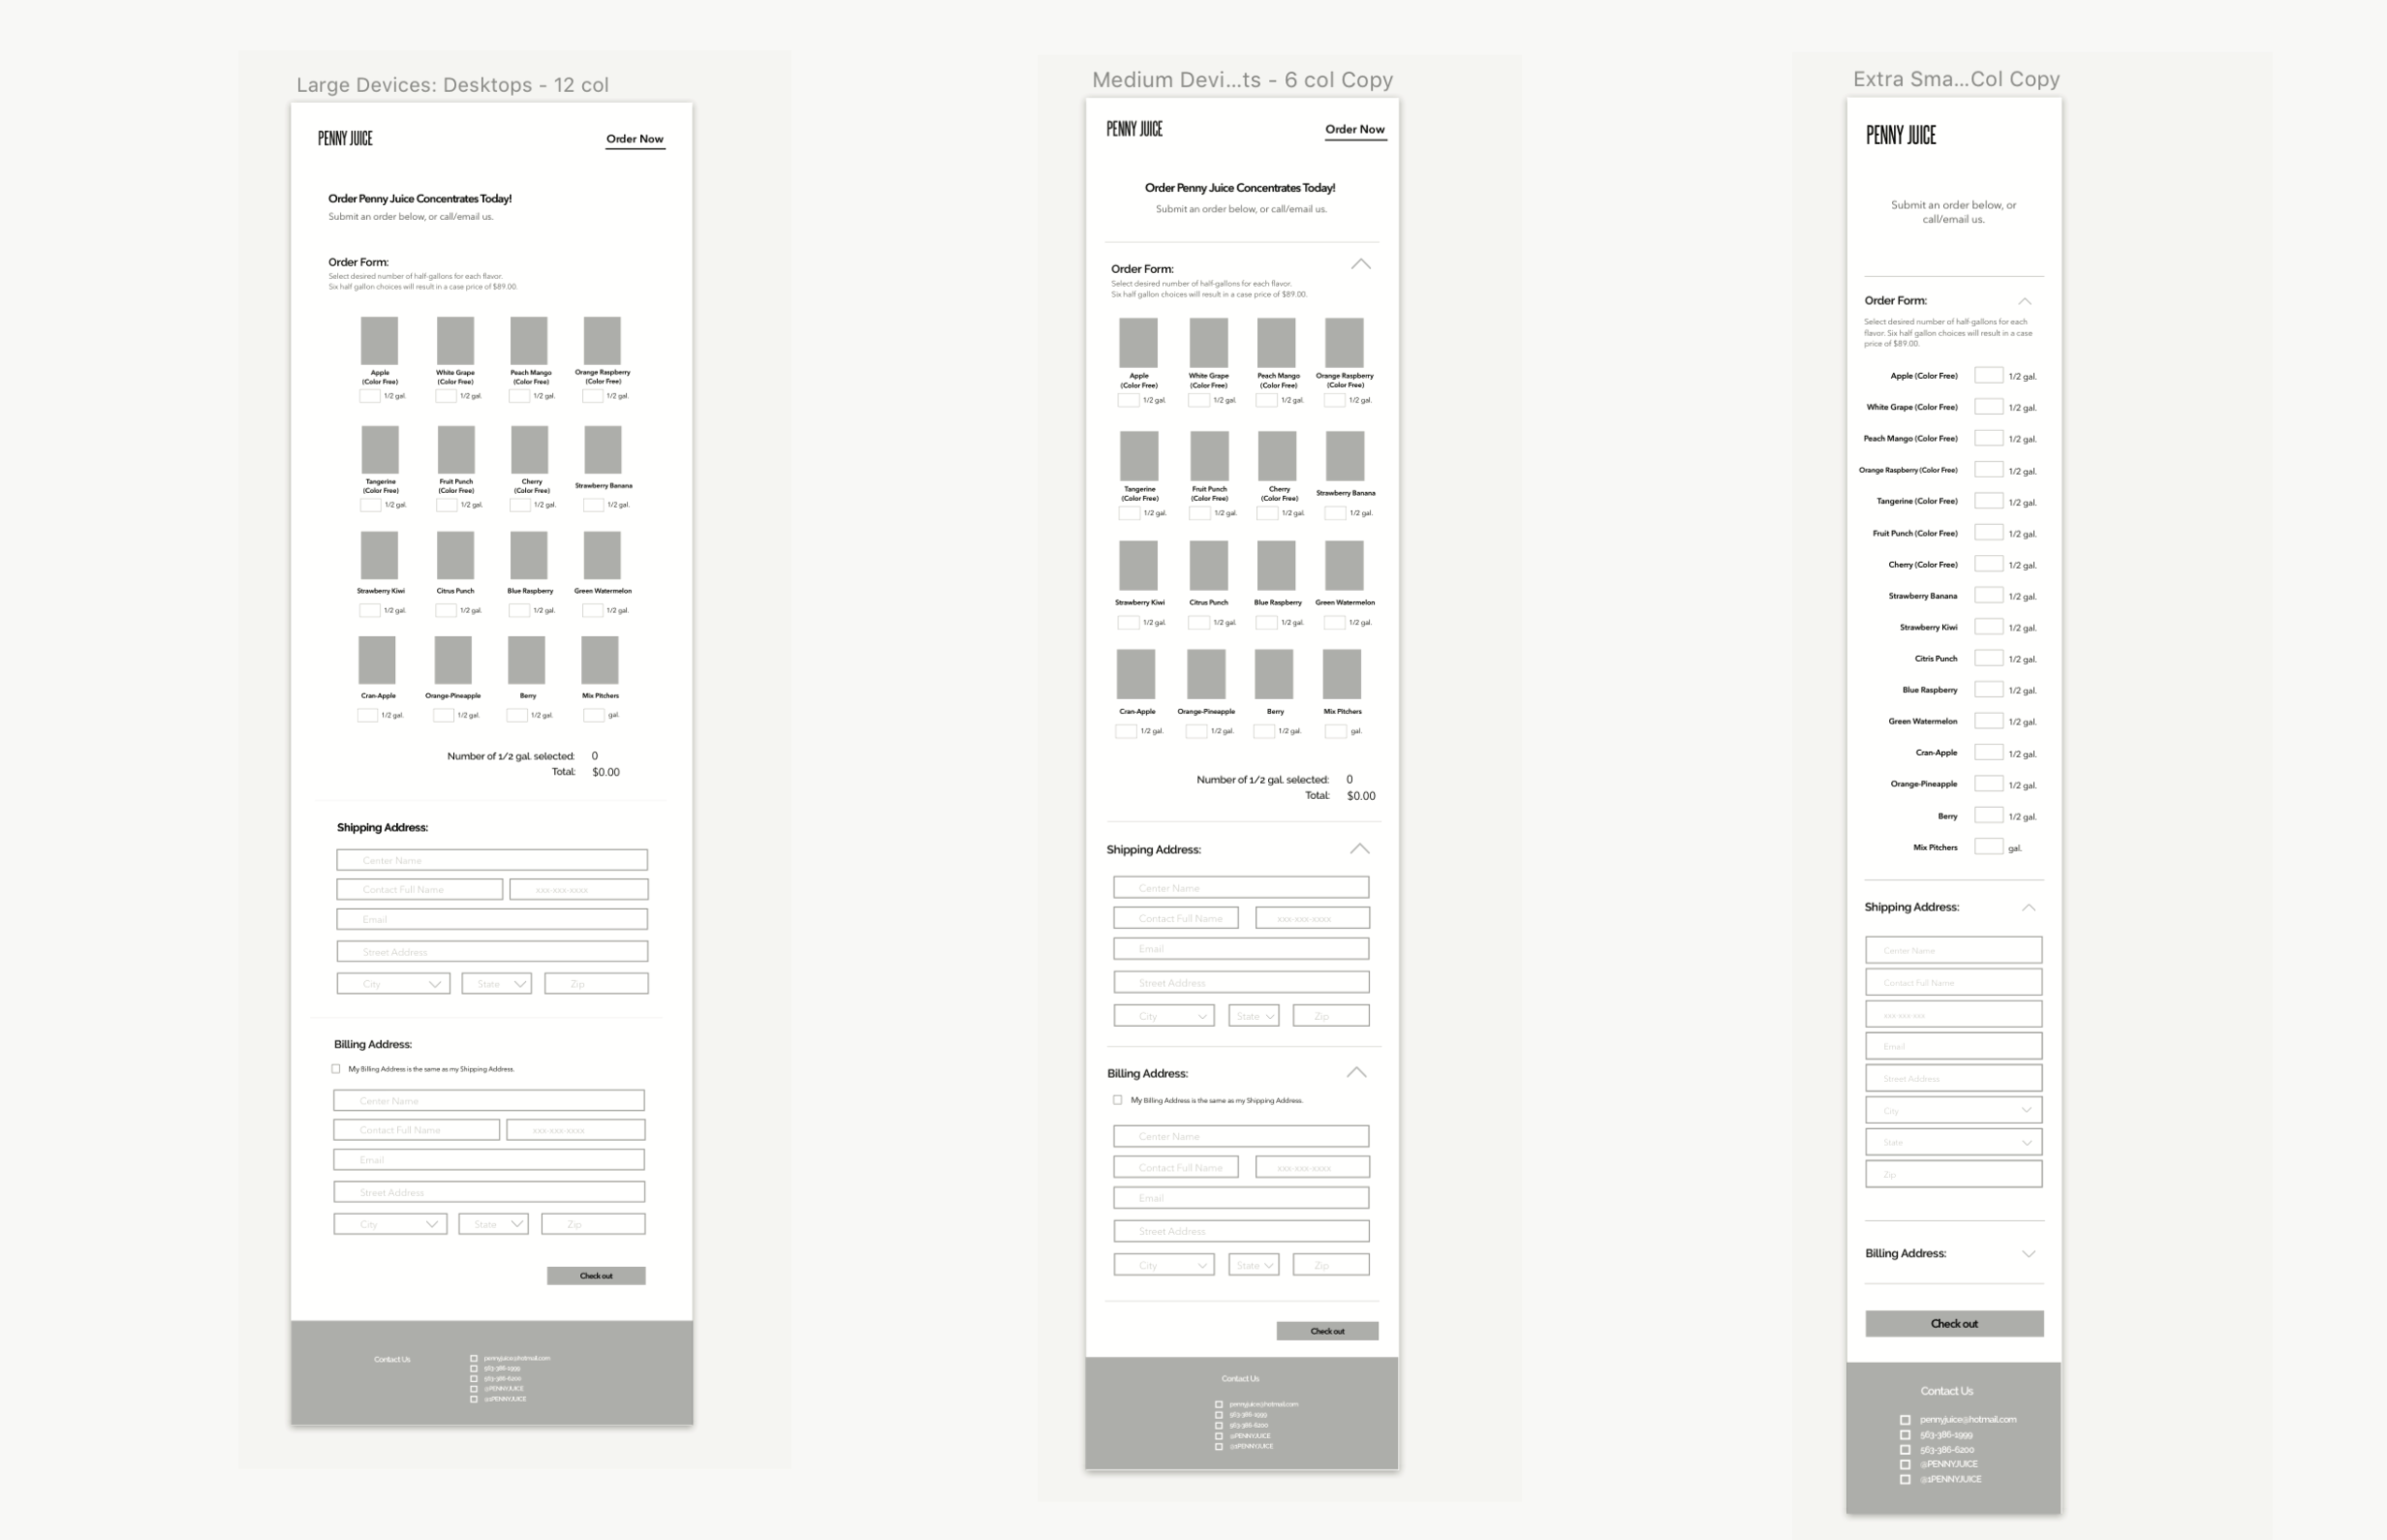 Large Devices: Desktops - 12 col
PENNY JUICE
Order Now
Order Penny Juice Concentrates Today!
Submit an order below, or call/email us.
Order Form:
Select desired number of half-gallons for each flavor.
Six half gallon choices will result in a case price of $89.00.
Apple White Grape Peach Mango Orange Raspberry
(Color Free) (Color Free) (Color Free) (Color Free)
1/2 gal. 1/2 gal. 1/2 gal. 1/2 gal.
Tangerine Fruit Punch Cherry Strawberry Banana
(Color Free) (Color Free) (Color Free)
1/2 gal. 1/2 gal. 1/2 gal. 1/2 gal.
Strawberry Kiwi Citrus Punch Blue Raspberry Green Watermelon
1/2 gal. 1/2 gal. 1/2 gal. 1/2 gal.
Cran-Apple Orange-Pineapple Berry Mix Pitchers
1/2 gal. 1/2 gal. 1/2 gal. gal.
Number of 1/2 gal. selected: 0
Total: $0.00
Shipping Address:
Center Name
Contact Full Name xxx-xxx-xxxx
Email
Street Address
City State Zip
Billing Address:
My Billing Address is the same as my Shipping Address.
Center Name
Contact Full Name xxx-xxx-xxxx
Email
Street Address
City State Zip
Check out
Contact Us
pennyjuice@hotmail.com
563-386-1999
563-386-6200
@PENNYJUICE
@1PENNYJUICE
Medium Devi...ts - 6 col Copy
PENNY JUICE
Order Now
Order Penny Juice Concentrates Today!
Submit an order below, or call/email us.
Order Form:
Select desired number of half-gallons for each flavor.
Six half gallon choices will result in a case price of $89.00.
Apple White Grape Peach Mango Orange Raspberry
(Color Free) (Color Free) (Color Free) (Color Free)
1/2 gal. 1/2 gal. 1/2 gal. 1/2 gal.
Tangerine Fruit Punch Cherry Strawberry Banana
(Color Free) (Color Free) (Color Free)
1/2 gal. 1/2 gal. 1/2 gal. 1/2 gal.
Strawberry Kiwi Citrus Punch Blue Raspberry Green Watermelon
1/2 gal. 1/2 gal. 1/2 gal. 1/2 gal.
Cran-Apple Orange-Pineapple Berry Mix Pitchers
1/2 gal. 1/2 gal. 1/2 gal. gal.
Number of 1/2 gal. selected: 0
Total: $0.00
Shipping Address:
Center Name
Contact Full Name xxx-xxx-xxxx
Email
Street Address
City State Zip
Billing Address:
My Billing Address is the same as my Shipping Address.
Center Name
Contact Full Name xxx-xxx-xxxx
Email
Street Address
City State Zip
Check out
Contact Us
pennyjuice@hotmail.com
563-386-1999
563-386-6200
@PENNYJUICE
@1PENNYJUICE
Extra Sma...Col Copy
PENNY JUICE
Submit an order below, or
call/email us.
Order Form:
Select desired number of half-gallons for each
flavor. Six half gallon choices will result in a case
price of $89.00.
Apple (Color Free) 1/2 gal.
White Grape (Color Free) 1/2 gal.
Peach Mango (Color Free) 1/2 gal.
Orange Raspberry (Color Free) 1/2 gal.
Tangerine (Color Free) 1/2 gal.
Fruit Punch (Color Free) 1/2 gal.
Cherry (Color Free) 1/2 gal.
Strawberry Banana 1/2 gal.
Strawberry Kiwi 1/2 gal.
Citris Punch 1/2 gal.
Blue Raspberry 1/2 gal.
Green Watermelon 1/2 gal.
Cran-Apple 1/2 gal.
Orange-Pineapple 1/2 gal.
Berry 1/2 gal.
Mix Pitchers gal.
Shipping Address:
Center Name
Contact Full Name
xxx-xxx-xxx
Email
Street Address
City
State
Zip
Billing Address:
Check out
Contact Us
pennyjuice@hotmail.com
563-386-1999
563-386-6200
@PENNYJUICE
@1PENNYJUICE